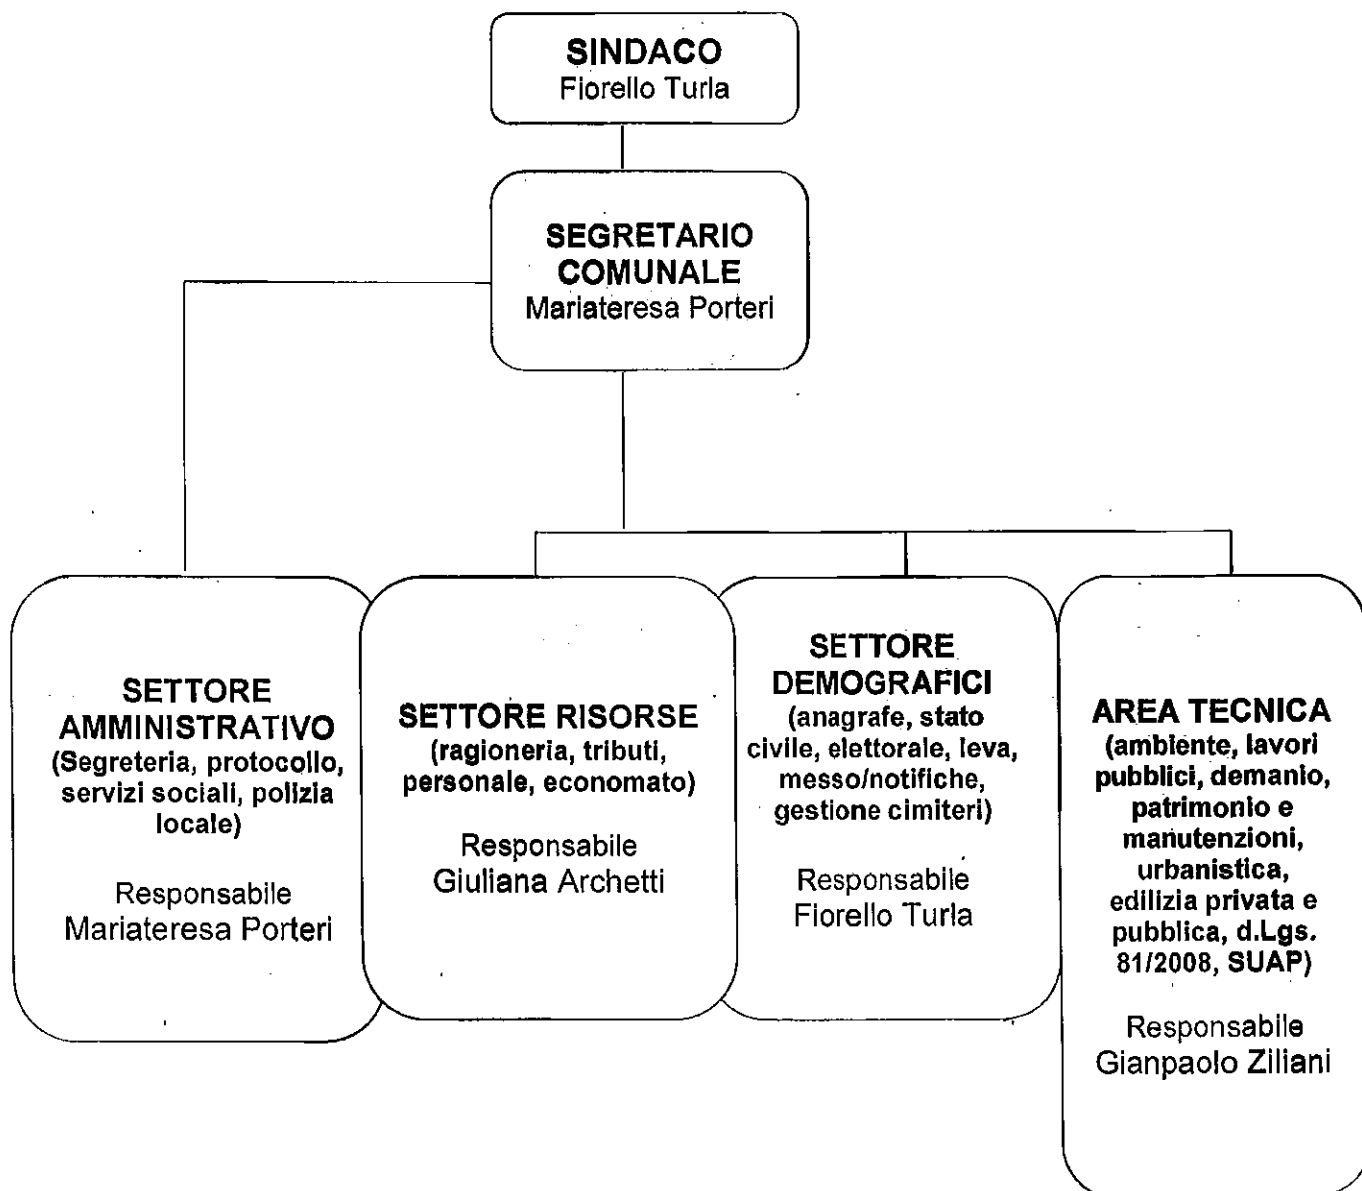 SINDACO
Fiorello Turla
SEGRETARIO
COMUNALE
Mariateresa Porteri
SETTORE
AMMINISTRATIVO
(Segreteria, protocollo,
servizi sociali, polizia
locale)
Responsabile
Mariateresa Porteri
SETTORE RISORSE
(ragioneria, tributi,
personale, economato)
Responsabile
Giuliana Archetti
SETTORE
DEMOGRAFICI
(anagrafe, stato
civile, elettorale, leva,
messo/notifiche,
gestione cimiteri)
Responsabile
Fiorello Turla
AREA TECNICA
(ambiente, lavori
pubblici, demanio,
patrimonio e
manutenzioni,
urbanistica,
edilizia privata e
pubblica, d.Lgs.
81/2008, SUAP)
Responsabile
Gianpaolo Ziliani